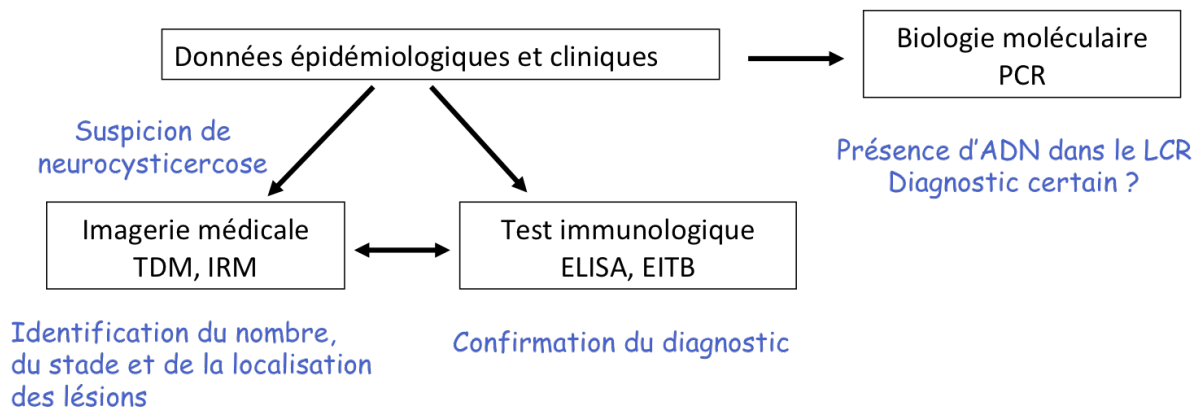 Données épidémiologiques et cliniques
Biologie moléculaire
PCR
Suspicion de
neurocysticercose
Présence d'ADN dans le LCR
Diagnostic certain ?
Imagerie médicale
TDM, IRM
Test immunologique
ELISA, EITB
Identification du nombre,
du stade et de la localisation
des lésions
Confirmation du diagnostic